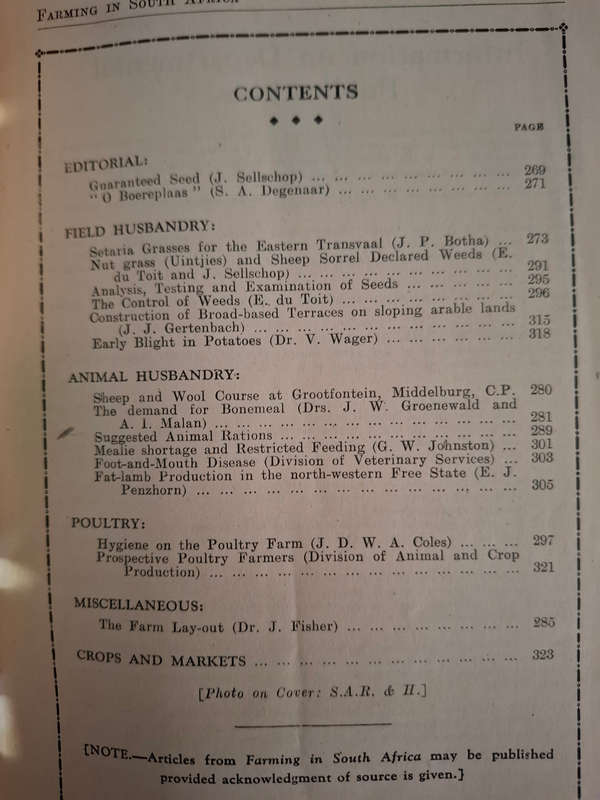 FARMING IN SOUTH AFRICA
CONTENTS
PAGE
EDITORIAL:
Guaranteed Seed (J. Sellschop) ... ... ... ... ... ... ... ... 269
" O Boereplaas " (S. A. Degenaar) ... ... ... ... ... ... ... 271
FIELD HUSBANDRY:
Setaria Grasses for the Eastern Transvaal (J. P. Botha) ... 273
Nut grass (Uintjies) and Sheep Sorrel Declared Weeds (E.
du Toit and J. Sellschop) ... ... ... ... ... ... ... ... ... 291
Analysis, Testing and Examination of Seeds ... ... ... ... ... 295
The Control of Weeds (E. du Toit) ... ... ... ... ... ... ... 296
Construction of Broad-based Terraces on sloping arable lands
(J. J. Gertenbach) ... ... ... ... ... ... ... ... ... ... ... 315
Early Blight in Potatoes (Dr. V. Wager) ... ... ... ... ... ... 318
ANIMAL HUSBANDRY:
Sheep and Wool Course at Grootfontein, Middelburg, C.P. 280
The demand for Bonemeal (Drs. J. W. Groenewald and
A. I. Malan) ... ... ... ... ... ... ... ... ... ... ... ... 281
Suggested Animal Rations ... ... ... ... ... ... ... ... ... 289
Mealie shortage and Restricted Feeding (G. W. Johnston) ... 301
Foot-and-Mouth Disease (Division of Veterinary Services) ... 303
Fat-lamb Production in the north-western Free State (E. J.
Penzhorn) ... ... ... ... ... ... ... ... ... ... ... ... ... 305
POULTRY:
Hygiene on the Poultry Farm (J. D. W. A. Coles) ... ... ... 297
Prospective Poultry Farmers (Division of Animal and Crop
Production) ... ... ... ... ... ... ... ... ... ... ... ... 321
MISCELLANEOUS:
The Farm Lay-out (Dr. J. Fisher) ... ... ... ... ... ... ... 285
CROPS AND MARKETS ... ... ... ... ... ... ... ... ... ... ... 323
[Photo on Cover: S.A.R. & H.]
[NOTE.—Articles from Farming in South Africa may be published
provided acknowledgment of source is given.]